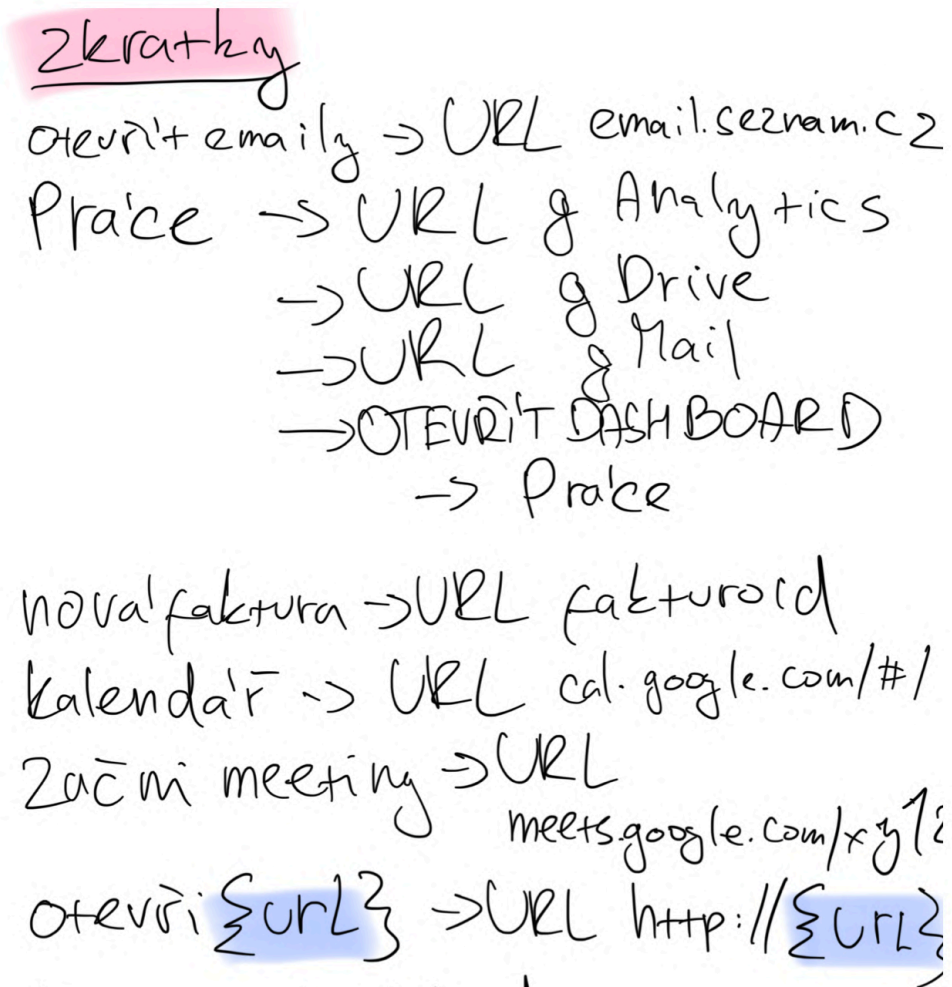 Zkratky
otevřít emaily → URL email.seznam.cz
Práce → URL g Analytics
→ URL g Drive
→ URL g Mail
→ OTEVŘÍT DASHBOARD
→ Práce
nová faktura → URL fakturoid
kalendář → URL cal.google.com/#/
Začni meeting → URL
meets.google.com/xy12
otevři {url} → URL http://{url}